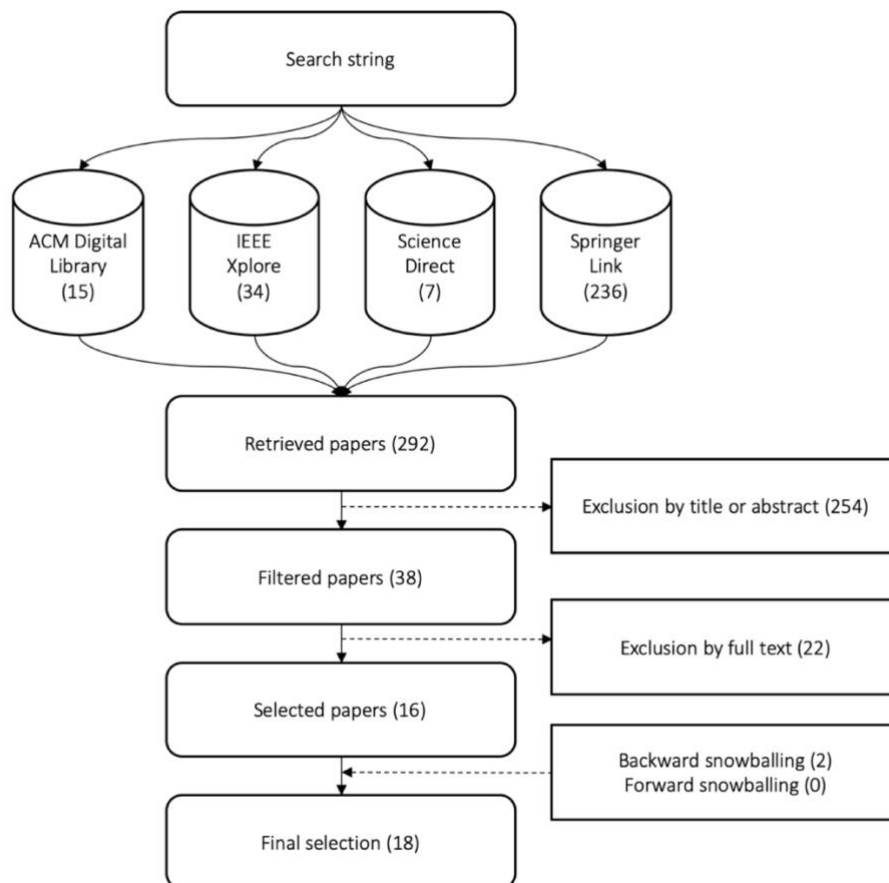 Search string
ACM Digital
Library
(15)
IEEE
Xplore
(34)
Science
Direct
(7)
Springer
Link
(236)
Retrieved papers (292)
Exclusion by title or abstract (254)
Filtered papers (38)
Exclusion by full text (22)
Selected papers (16)
Backward snowballing (2)
Forward snowballing (0)
Final selection (18)